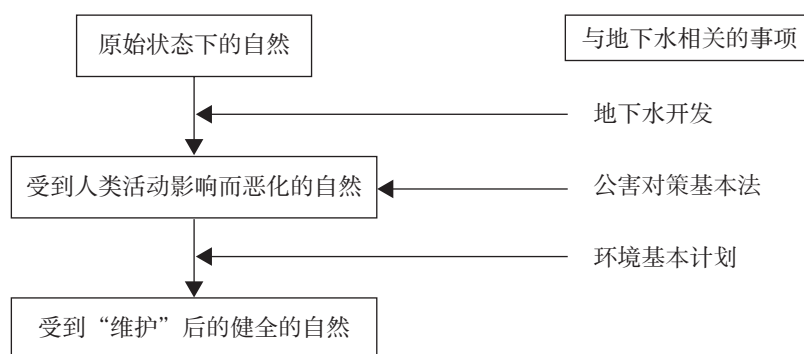 原始状态下的自然
与地下水相关的事项
地下水开发
受到人类活动影响而恶化的自然
公害对策基本法
环境基本计划
受到“维护”后的健全的自然